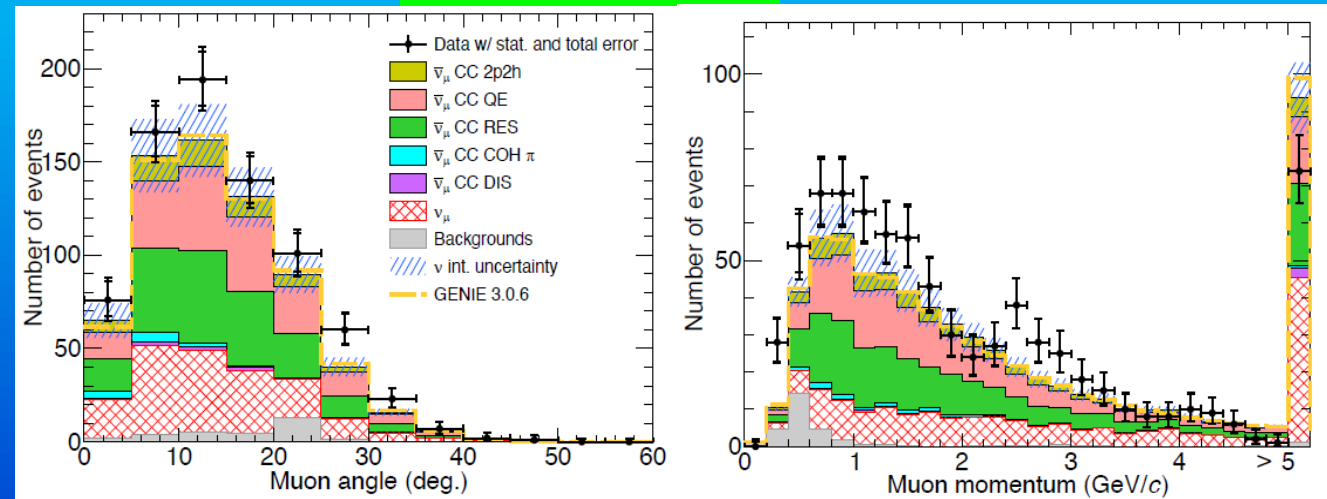 Number of events
200
150
100
50
0
0 10 20 30 40 50 60
Muon angle (deg.)
Data w/ stat. and total error
ν̅μ CC 2p2h
ν̅μ CC QE
ν̅μ CC RES
ν̅μ CC COH π
ν̅μ CC DIS
νμ
Backgrounds
ν int. uncertainty
GENIE 3.0.6
Number of events
100
50
0
0 1 2 3 4 > 5
Muon momentum (GeV/c)